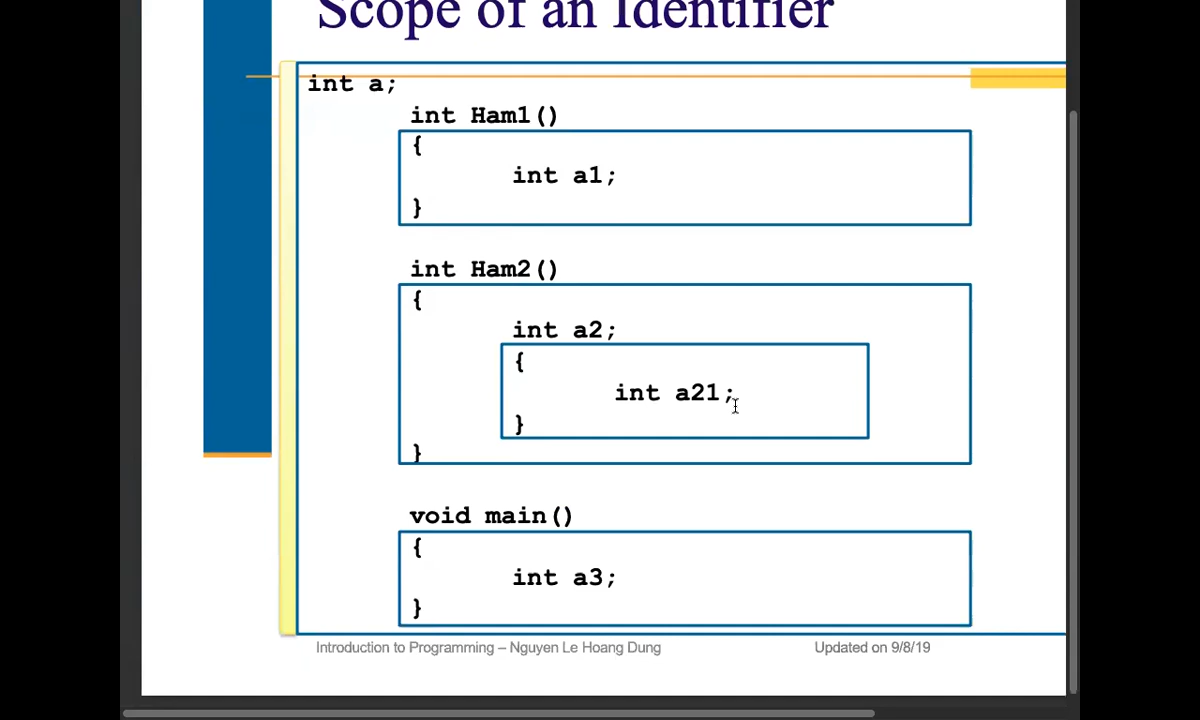 Scope of an Identifier
int a;
int Ham1()
{
int a1;
}
int Ham2()
{
int a2;
{
int a21;
}
}
void main()
{
int a3;
}
Introduction to Programming – Nguyen Le Hoang Dung
Updated on 9/8/19